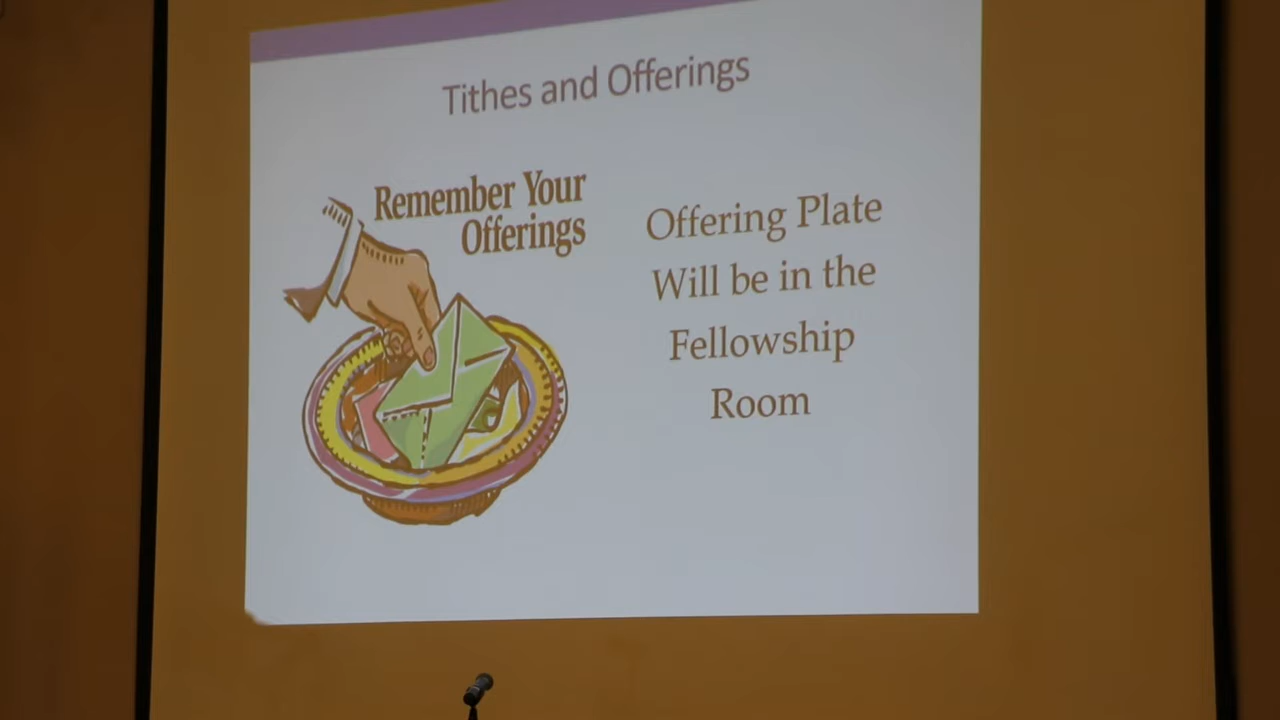 Tithes and Offerings
Remember Your
Offerings
Offering Plate
Will be in the
Fellowship
Room